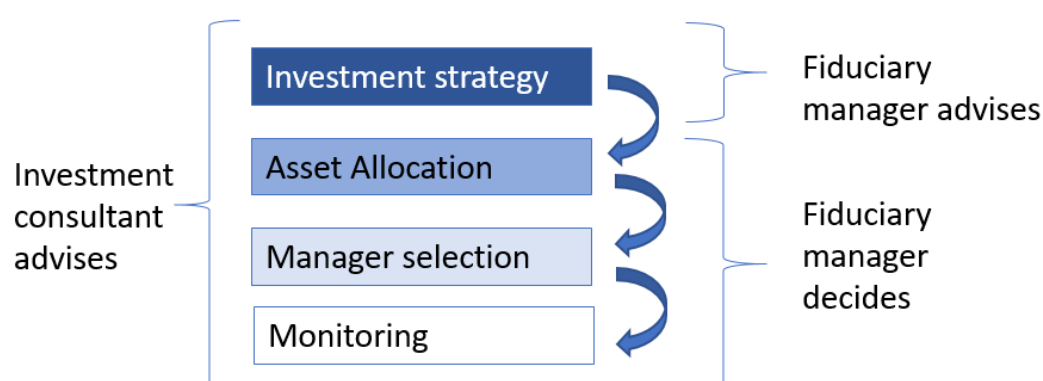 Investment strategy
Asset Allocation
Manager selection
Monitoring
Investment
consultant
advises
Fiduciary
manager advises
Fiduciary
manager
decides